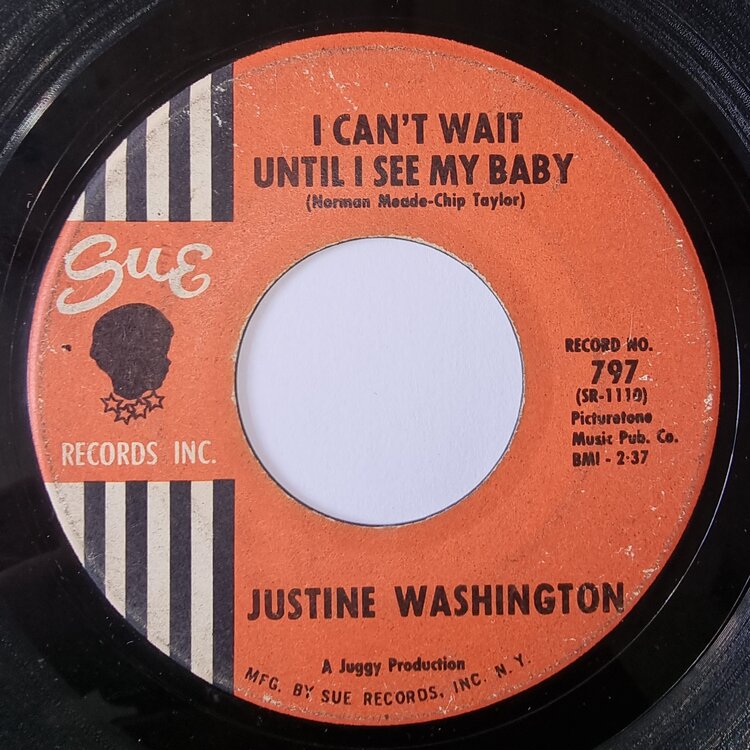 I CAN'T WAIT
UNTIL I SEE MY BABY
(Norman Meade-Chip Taylor)
Sue
RECORDS INC.
RECORD NO.
797
(SR-1110)
Picturetone
Music Pub. Co.
BMI - 2:37
JUSTINE WASHINGTON
A Juggy Production
MFG. BY SUE RECORDS, INC. N.Y.